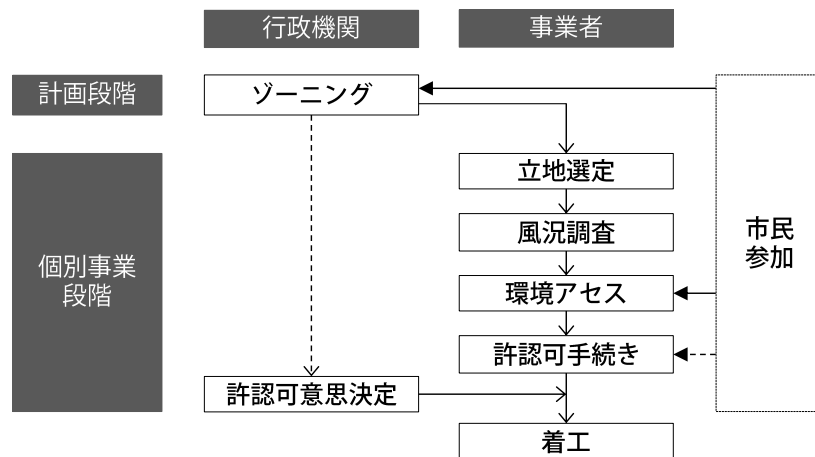 行政機関
事業者
計画段階
ゾーニング
立地選定
風況調査
個別事業
段階
市民
参加
環境アセス
許認可手続き
許認可意思決定
着工